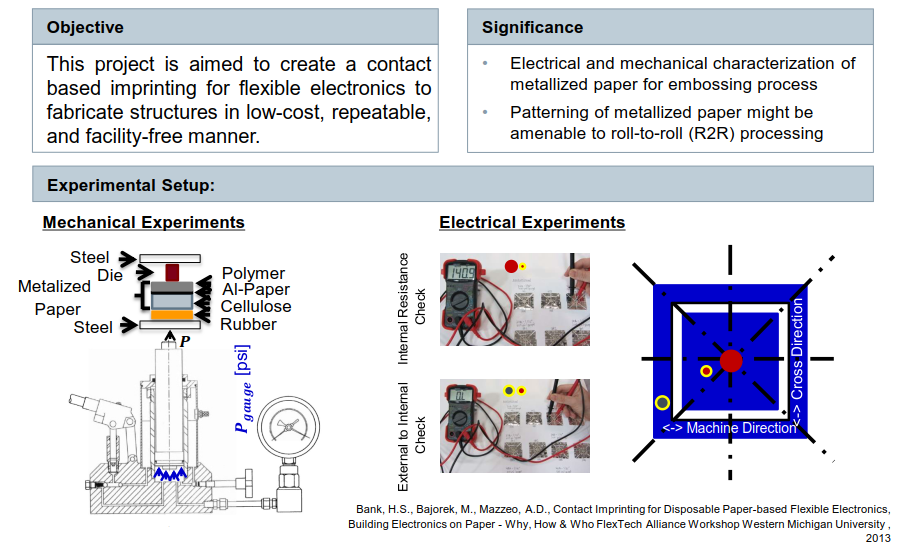 Objective
This project is aimed to create a contact
based imprinting for flexible electronics to
fabricate structures in low-cost, repeatable,
and facility-free manner.
Significance
• Electrical and mechanical characterization of
metallized paper for embossing process
• Patterning of metallized paper might be
amenable to roll-to-roll (R2R) processing
Experimental Setup:
Mechanical Experiments
Steel
Die
Metalized
Paper
Steel
Polymer
Al-Paper
Cellulose
Rubber
P
P gauge [psi]
Electrical Experiments
Internal Resistance
Check
1409
External to Internal
Check
OL
<-> Cross Direction
<-> Machine Direction
Bank, H.S., Bajorek, M., Mazzeo, A.D., Contact Imprinting for Disposable Paper-based Flexible Electronics,
Building Electronics on Paper - Why, How & Who FlexTech Alliance Workshop Western Michigan University ,
2013